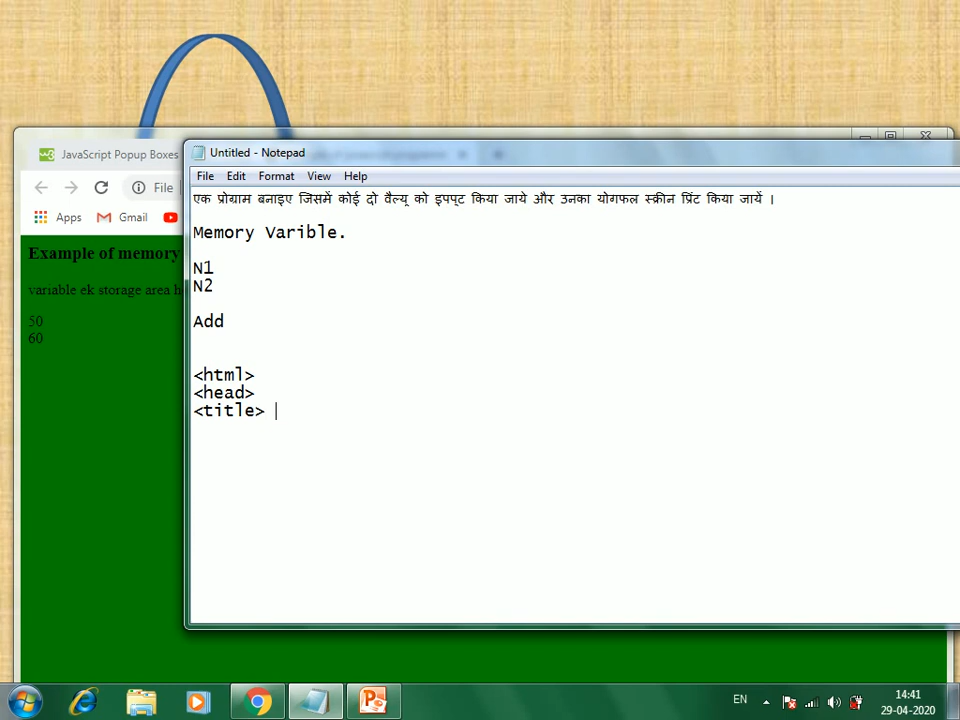 JavaScript Popup Boxes
Untitled - Notepad
File
File Edit Format View Help
Apps Gmail
एक प्रोग्राम बनाइए जिसमें कोई दो वैल्यू को इपप्ट किया जाये और उनका योगफल स्क्रीन प्रिंट किया जायें ।
Memory Varible.
N1
N2
Add
<html>
<head>
<title>
Example of memory
variable ek storage area
50
60
EN
14:41
29-04-2020